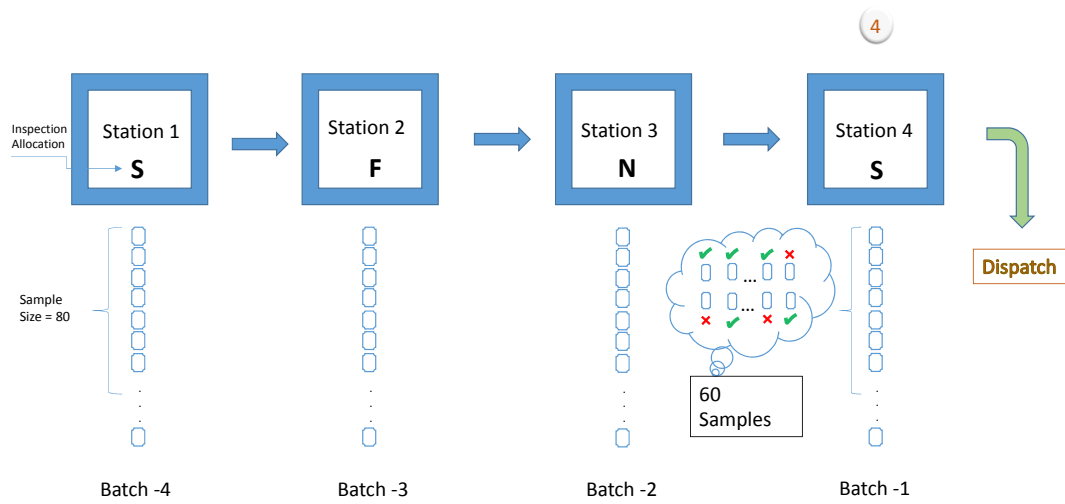 4
Inspection
Allocation
Station 1
S
Station 2
F
Station 3
N
Station 4
S
Dispatch
Sample
Size = 80
...
...
60
Samples
Batch -4
Batch -3
Batch -2
Batch -1